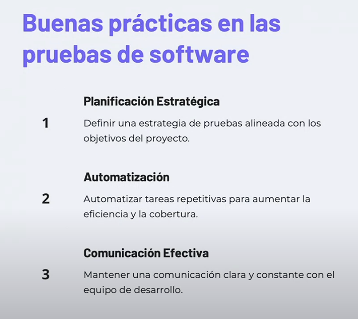 Buenas prácticas en las
pruebas de software
Planificación Estratégica
1
Definir una estrategia de pruebas alineada con los
objetivos del proyecto.
Automatización
2
Automatizar tareas repetitivas para aumentar la
eficiencia y la cobertura.
Comunicación Efectiva
3
Mantener una comunicación clara y constante con el
equipo de desarrollo.